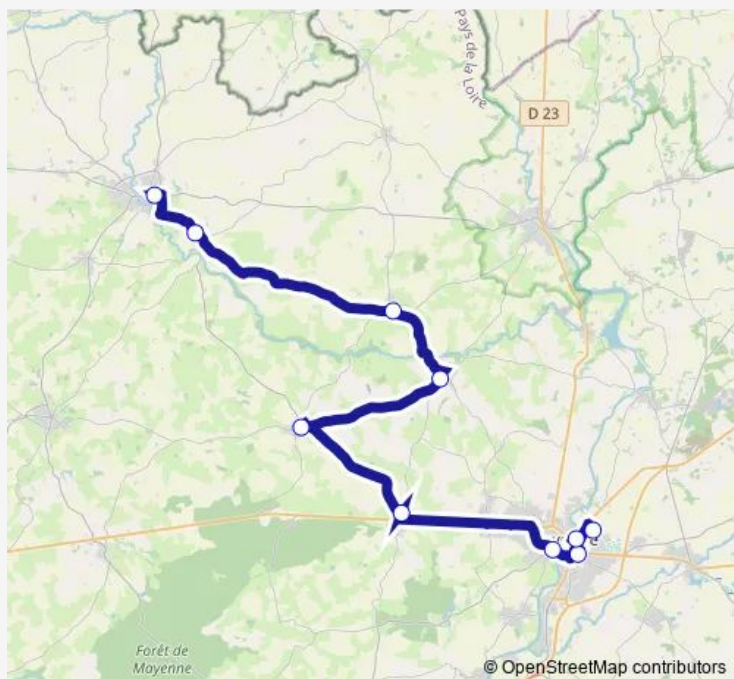 Pays de la
Loire
D 23
Forêt de
Mayenne
© OpenStreetMap contributors